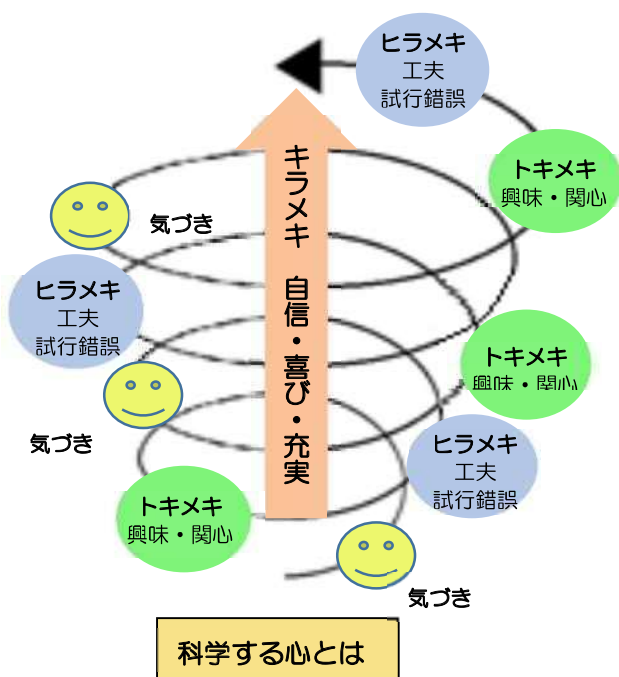 ヒラメキ
工夫
試行錯誤
トキメキ
興味・関心
キラメキ 自信・喜び・充実
気づき
ヒラメキ
工夫
試行錯誤
トキメキ
興味・関心
気づき
ヒラメキ
工夫
試行錯誤
トキメキ
興味・関心
気づき
科学する心とは